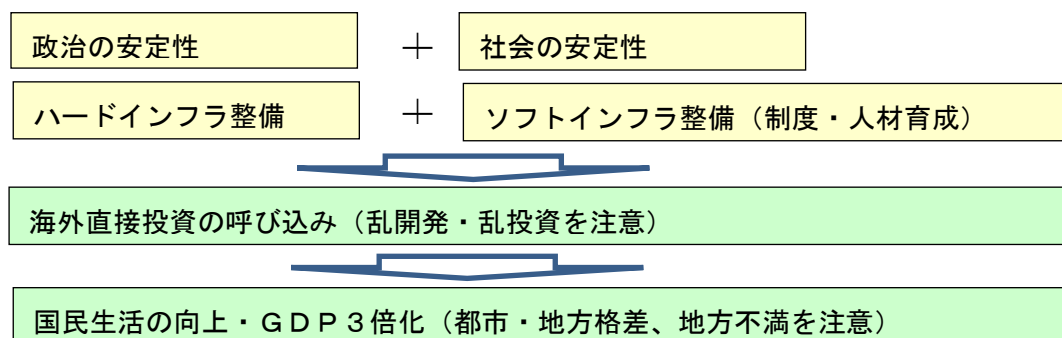 政治の安定性 ＋ 社会の安定性
ハードインフラ整備 ＋ ソフトインフラ整備（制度・人材育成）
海外直接投資の呼び込み（乱開発・乱投資を注意）
国民生活の向上・ＧＤＰ３倍化（都市・地方格差、地方不満を注意）